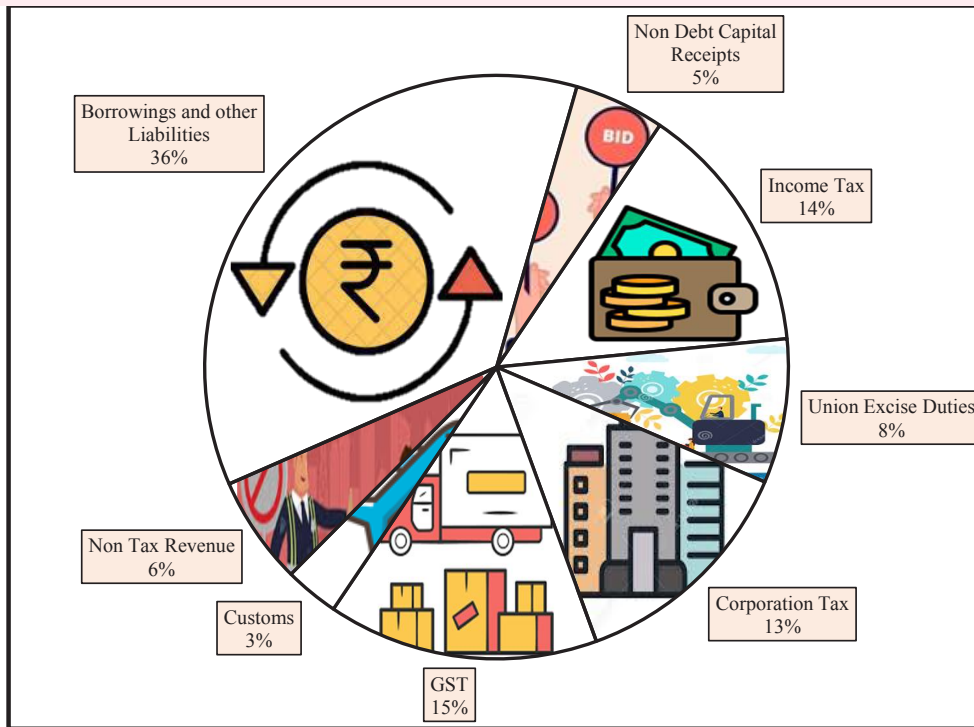 Non Debt Capital
Receipts
5%
Borrowings and other
Liabilities
36%
BID
Income Tax
14%
₹
Union Excise Duties
8%
Non Tax Revenue
6%
Corporation Tax
13%
Customs
3%
GST
15%